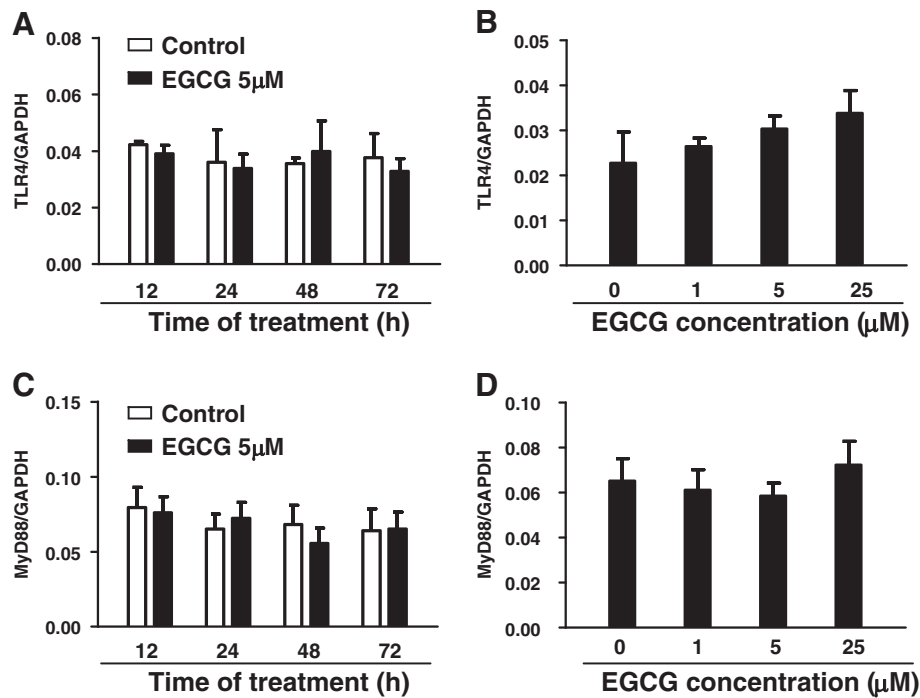 A
TLR4/GAPDH
0.08
0.06
0.04
0.02
0.00
Control
EGCG 5μM
12 24 48 72
Time of treatment (h)
B
TLR4/GAPDH
0.05
0.04
0.03
0.02
0.01
0.00
0 1 5 25
EGCG concentration (μM)
C
MyD88/GAPDH
0.15
0.10
0.05
0.00
Control
EGCG 5μM
12 24 48 72
Time of treatment (h)
D
MyD88/GAPDH
0.10
0.08
0.06
0.04
0.02
0.00
0 1 5 25
EGCG concentration (μM)